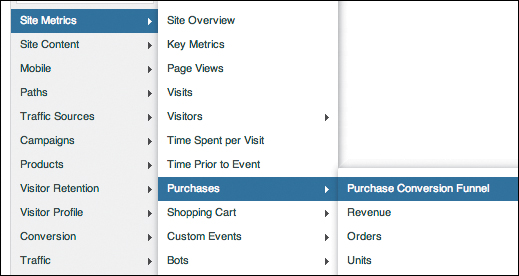 Site Metrics
Site Content
Mobile
Paths
Traffic Sources
Campaigns
Products
Visitor Retention
Visitor Profile
Conversion
Traffic
Site Overview
Key Metrics
Page Views
Visits
Visitors
Time Spent per Visit
Time Prior to Event
Purchases
Shopping Cart
Custom Events
Bots
Purchase Conversion Funnel
Revenue
Orders
Units